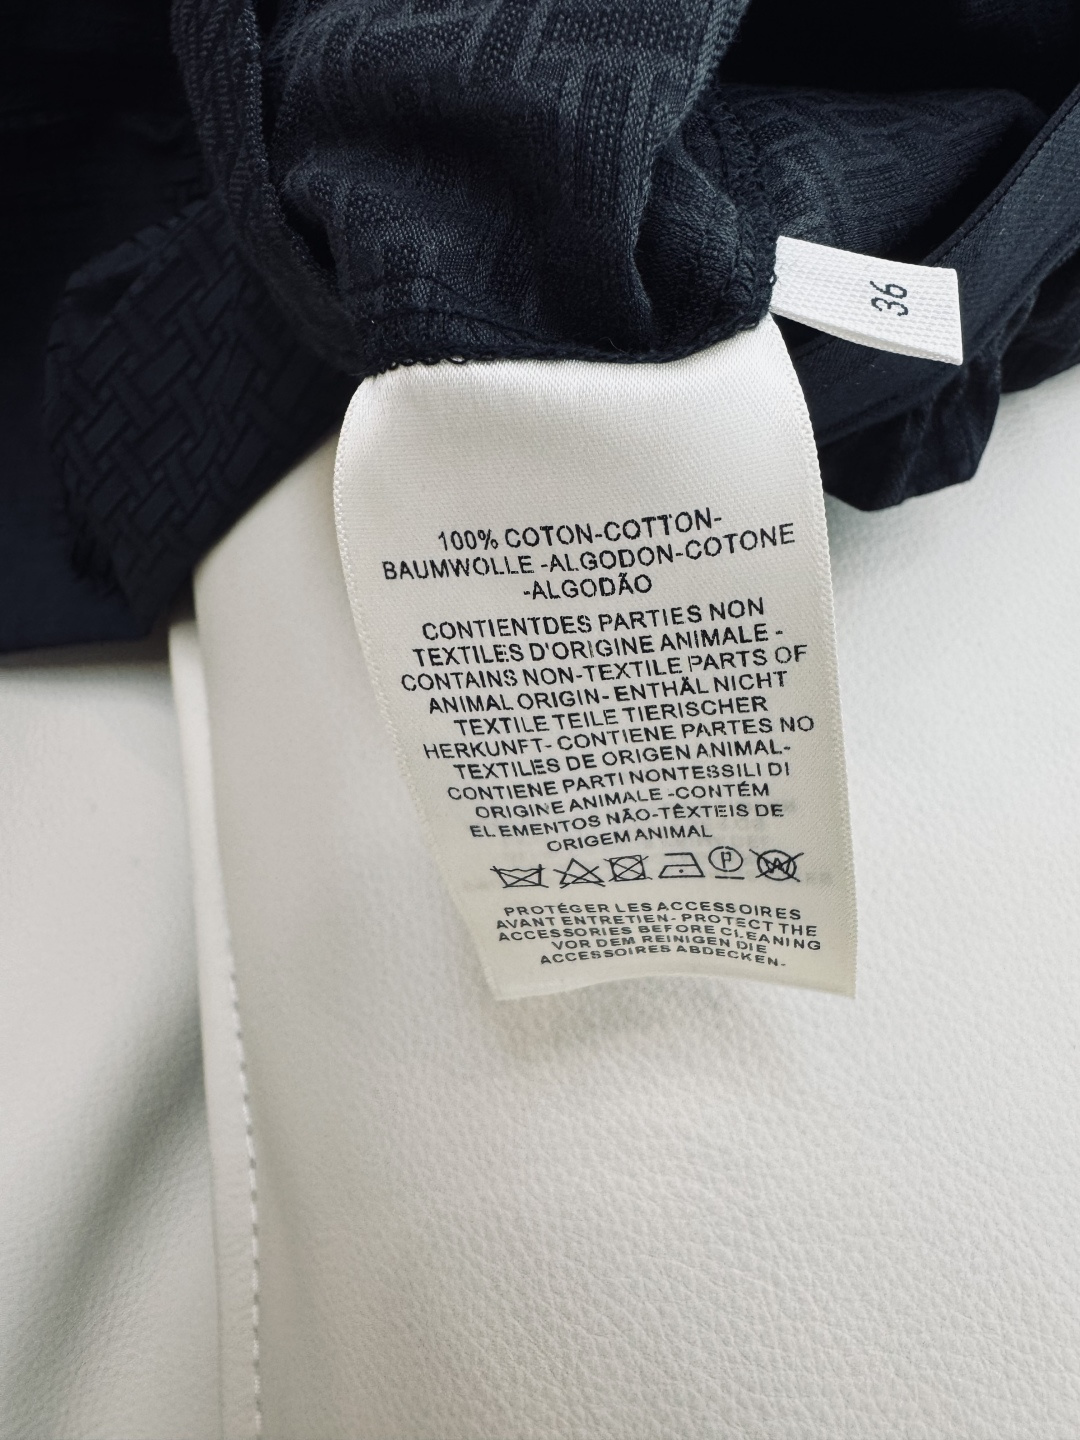 36
100% COTON-COTTON-
BAUMWOLLE -ALGODON-COTONE
-ALGODÃO
CONTIENTDES PARTIES NON
TEXTILES D'ORIGINE ANIMALE -
CONTAINS NON-TEXTILE PARTS OF
ANIMAL ORIGIN- ENTHÄL NICHT
TEXTILE TEILE TIERISCHER
HERKUNFT- CONTIENE PARTES NO
TEXTILES DE ORIGEN ANIMAL-
CONTIENE PARTI NONTESSILI DI
ORIGINE ANIMALE -CONTÉM
ELEMENTOS NÃO-TÊXTEIS DE
ORIGEM ANIMAL
P W
PROTÉGER LES ACCESSOIRES
AVANT ENTRETIEN- PROTECT THE
ACCESSORIES BEFORE CLEANING
VOR DEM REINIGEN DIE
ACCESSOIRES ABDECKEN-